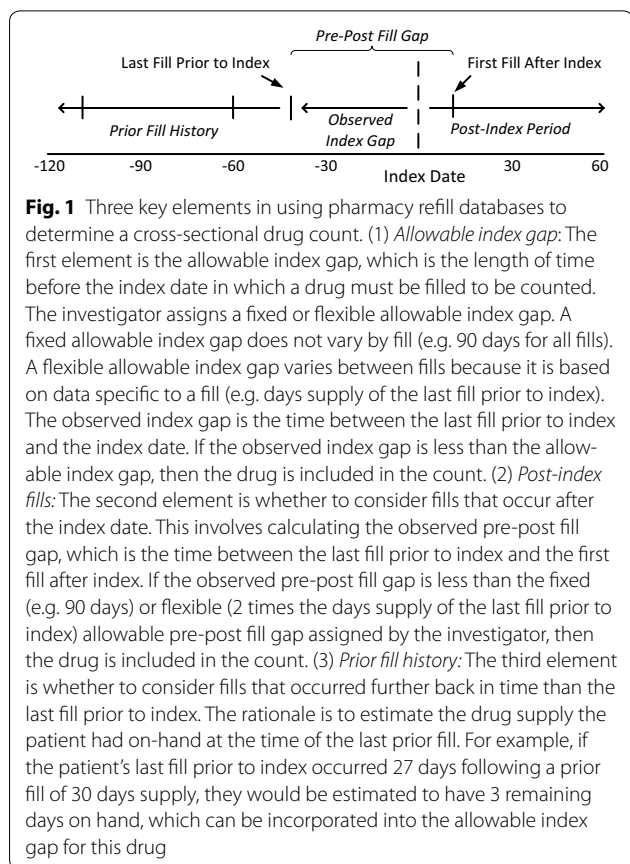 Pre-Post Fill Gap
Last Fill Prior to Index
First Fill After Index
Prior Fill History
Observed
Index Gap
Post-Index Period
-120 -90 -60 -30 Index Date 30 60
Fig. 1 Three key elements in using pharmacy refill databases to
determine a cross-sectional drug count. (1) Allowable index gap: The
first element is the allowable index gap, which is the length of time
before the index date in which a drug must be filled to be counted.
The investigator assigns a fixed or flexible allowable index gap. A
fixed allowable index gap does not vary by fill (e.g. 90 days for all fills).
A flexible allowable index gap varies between fills because it is based
on data specific to a fill (e.g. days supply of the last fill prior to index).
The observed index gap is the time between the last fill prior to index
and the index date. If the observed index gap is less than the allow-
able index gap, then the drug is included in the count. (2) Post-index
fills: The second element is whether to consider fills that occur after
the index date. This involves calculating the observed pre-post fill
gap, which is the time between the last fill prior to index and the first
fill after index. If the observed pre-post fill gap is less than the fixed
(e.g. 90 days) or flexible (2 times the days supply of the last fill prior to
index) allowable pre-post fill gap assigned by the investigator, then
the drug is included in the count. (3) Prior fill history: The third element
is whether to consider fills that occurred further back in time than the
last fill prior to index. The rationale is to estimate the drug supply the
patient had on-hand at the time of the last prior fill. For example, if
the patient's last fill prior to index occurred 27 days following a prior
fill of 30 days supply, they would be estimated to have 3 remaining
days on hand, which can be incorporated into the allowable index
gap for this drug